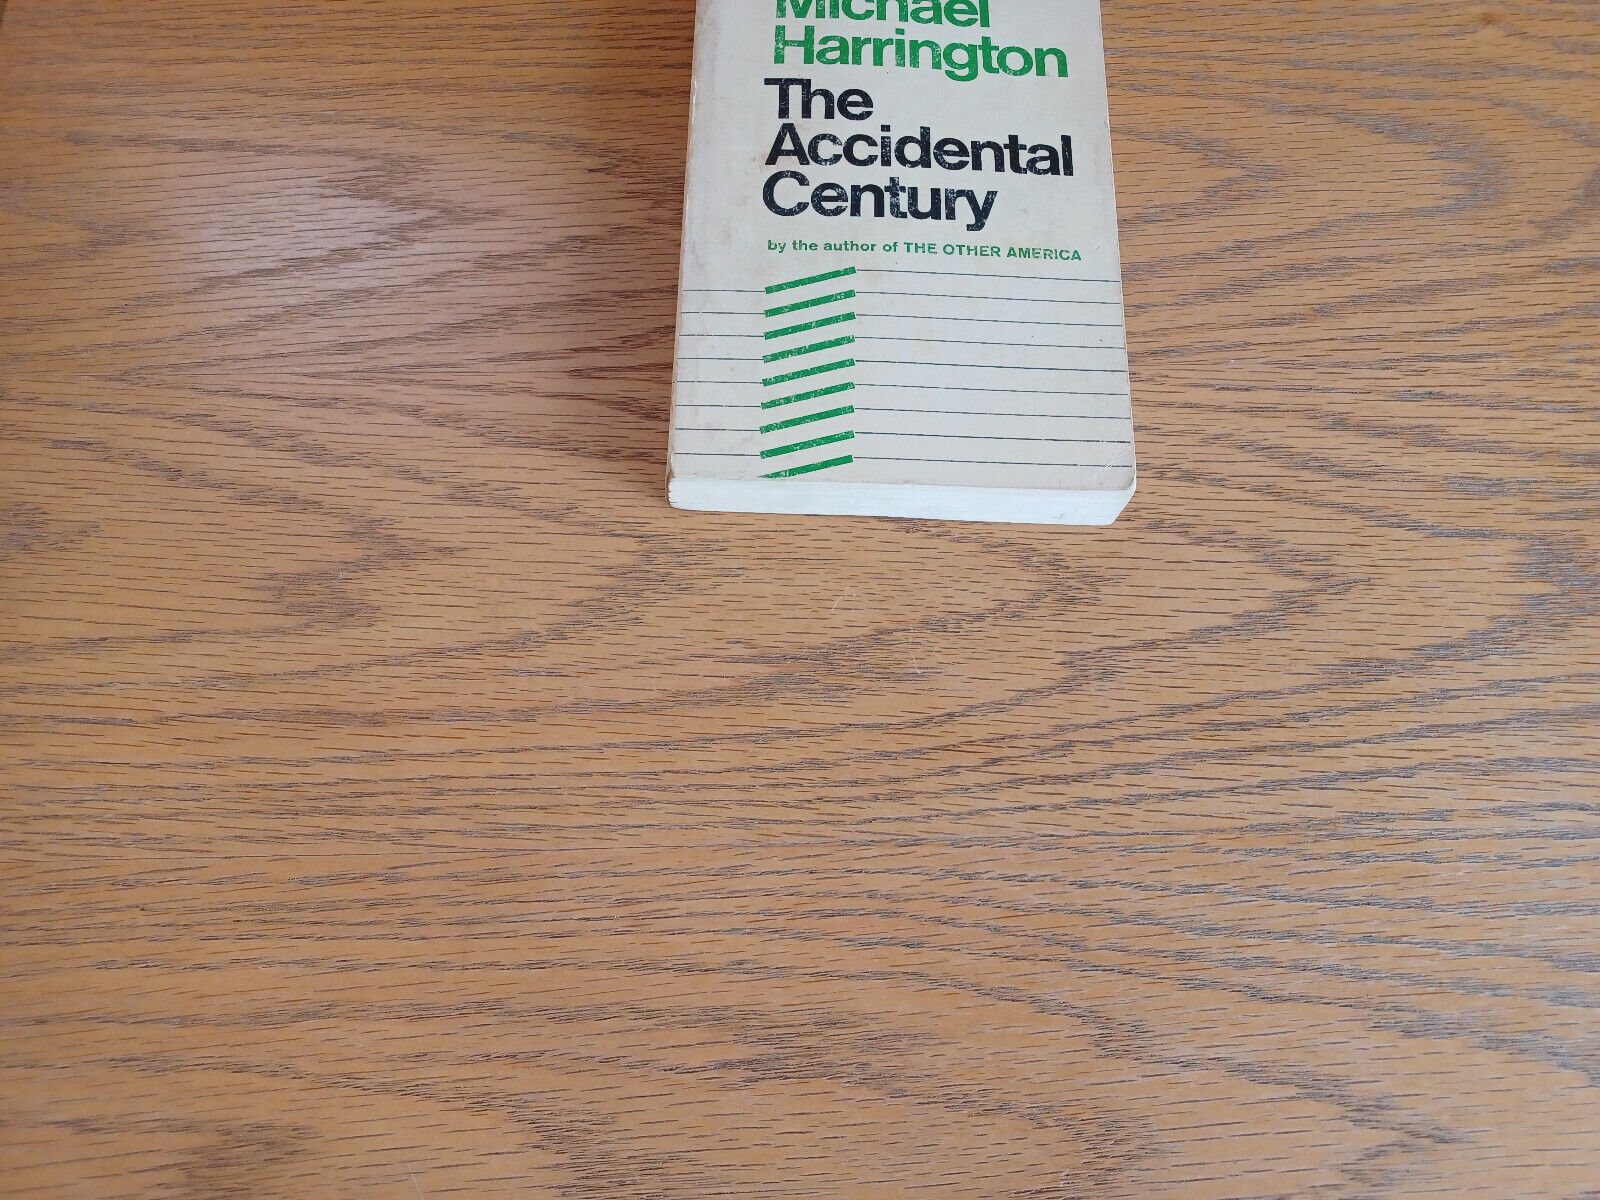 Michael
Harrington
The
Accidental
Century
by the author of THE OTHER AMERICA